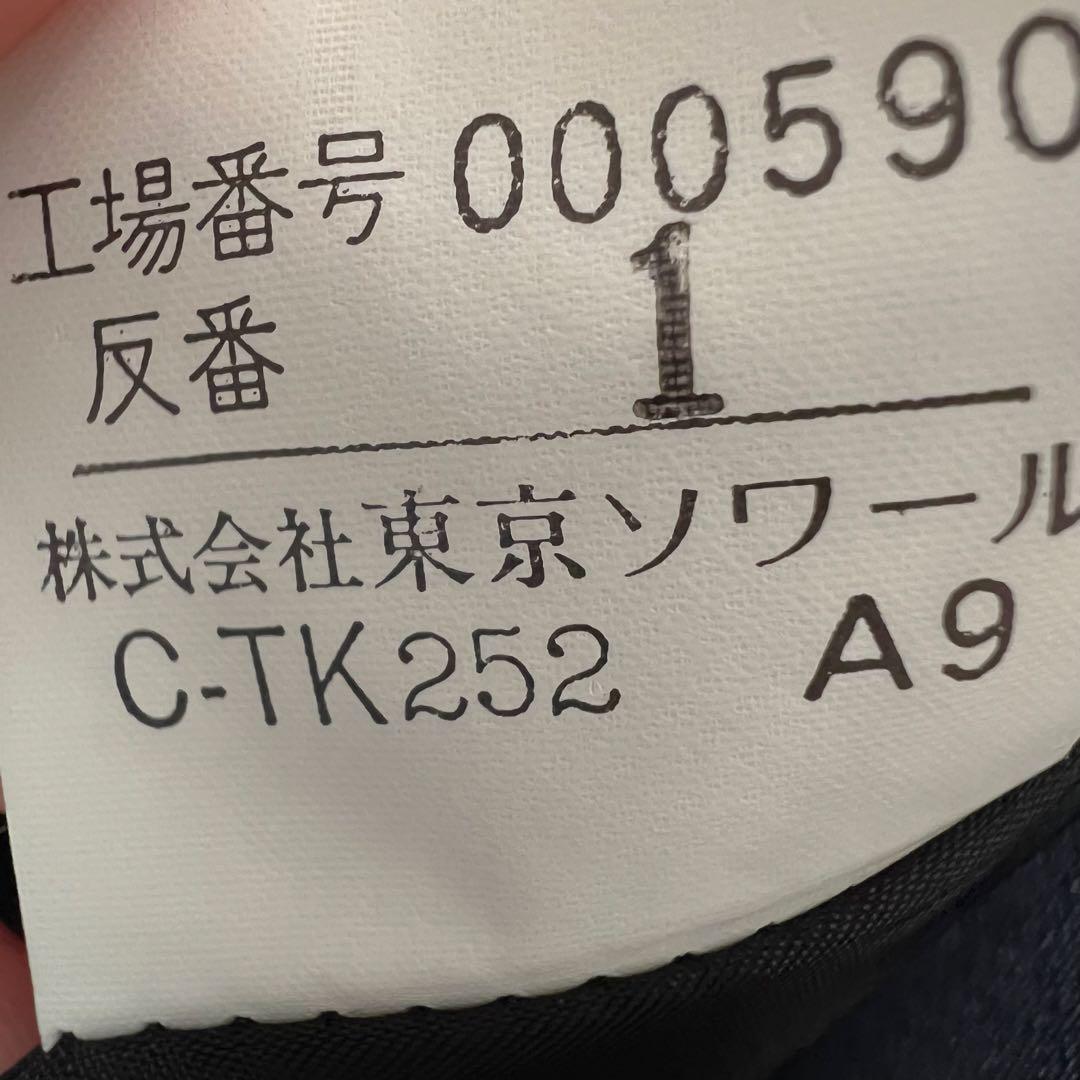 工場番号 000590
反番 1
株式会社東京ソワール
C-TK252 A9